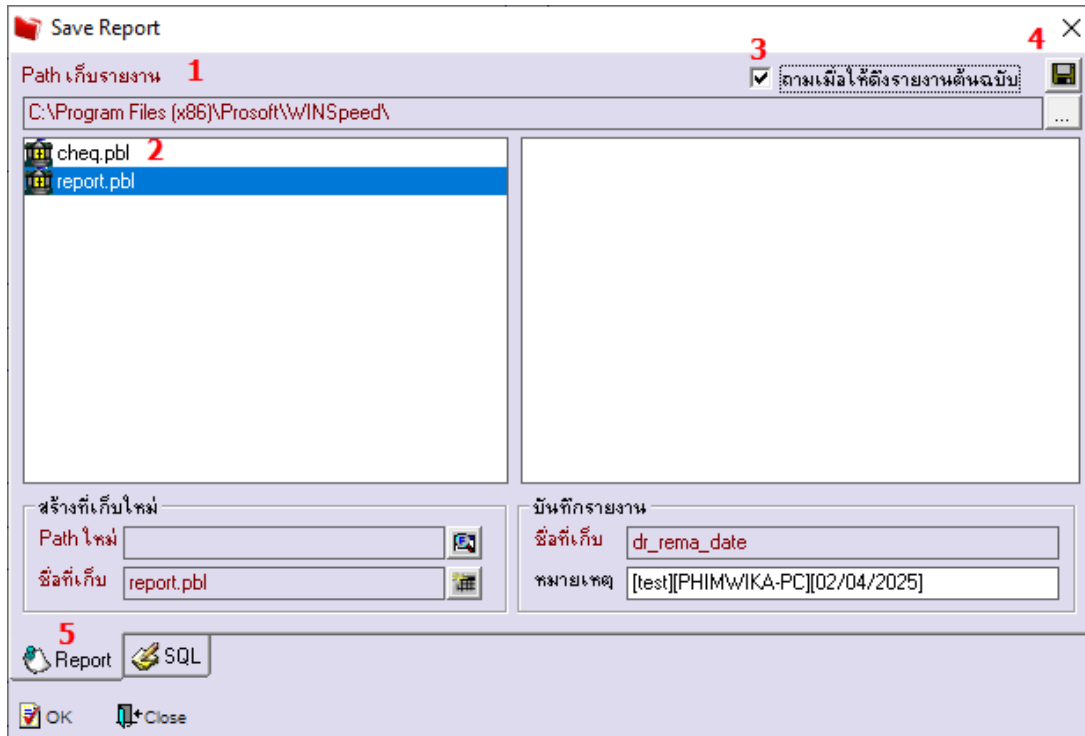 Save Report
4
3
Path เก็บรายงาน 1
ถามเมื่อให้ดึงรายงานต้นฉบับ
C:\Program Files (x86)\Prosoft\WINSpeed\
...
cheq.pbl 2
report.pbl
สร้างที่เก็บใหม่
Path ใหม่
ชื่อที่เก็บ report.pbl
บันทึกรายงาน
ชื่อที่เก็บ dr_rema_date
หมายเหตุ [test][PHIMWIKA-PC][02/04/2025]
5
Report SQL
OK Close